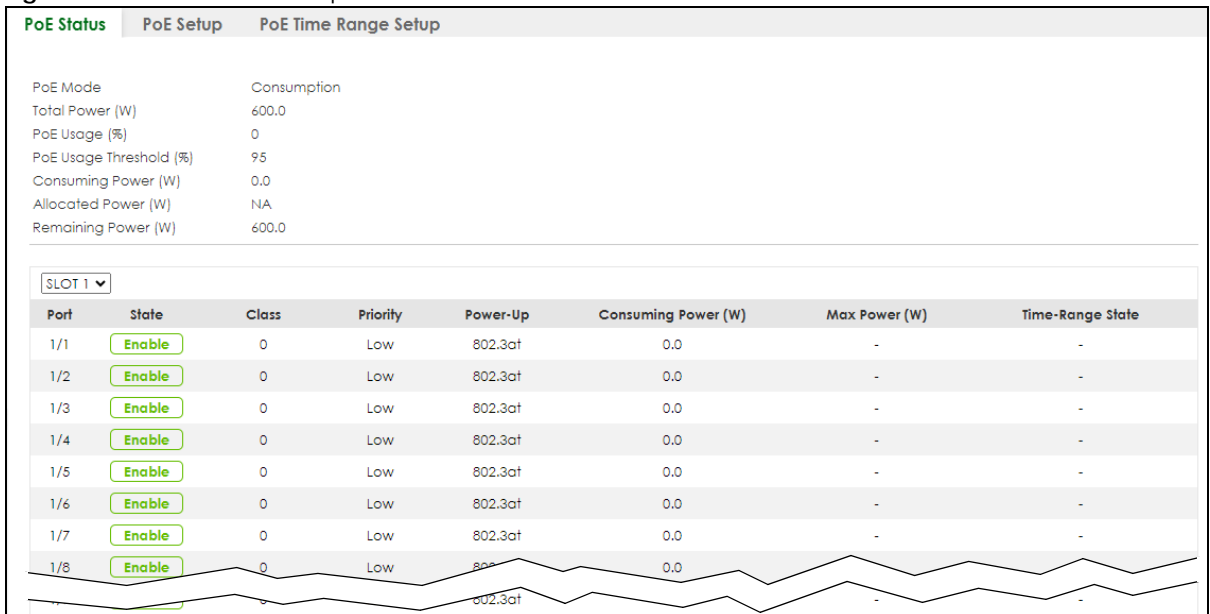 PoE Status PoE Setup PoE Time Range Setup
PoE Mode Consumption
Total Power (W) 600.0
PoE Usage (%) 0
PoE Usage Threshold (%) 95
Consuming Power (W) 0.0
Allocated Power (W) NA
Remaining Power (W) 600.0
SLOT 1
Port State Class Priority Power-Up Consuming Power (W) Max Power (W) Time-Range State
1/1 Enable 0 Low 802.3at 0.0 - -
1/2 Enable 0 Low 802.3at 0.0 - -
1/3 Enable 0 Low 802.3at 0.0 - -
1/4 Enable 0 Low 802.3at 0.0 - -
1/5 Enable 0 Low 802.3at 0.0 - -
1/6 Enable 0 Low 802.3at 0.0 - -
1/7 Enable 0 Low 802.3at 0.0 - -
1/8 Enable 0 Low 0.0 - -
802.3at - -